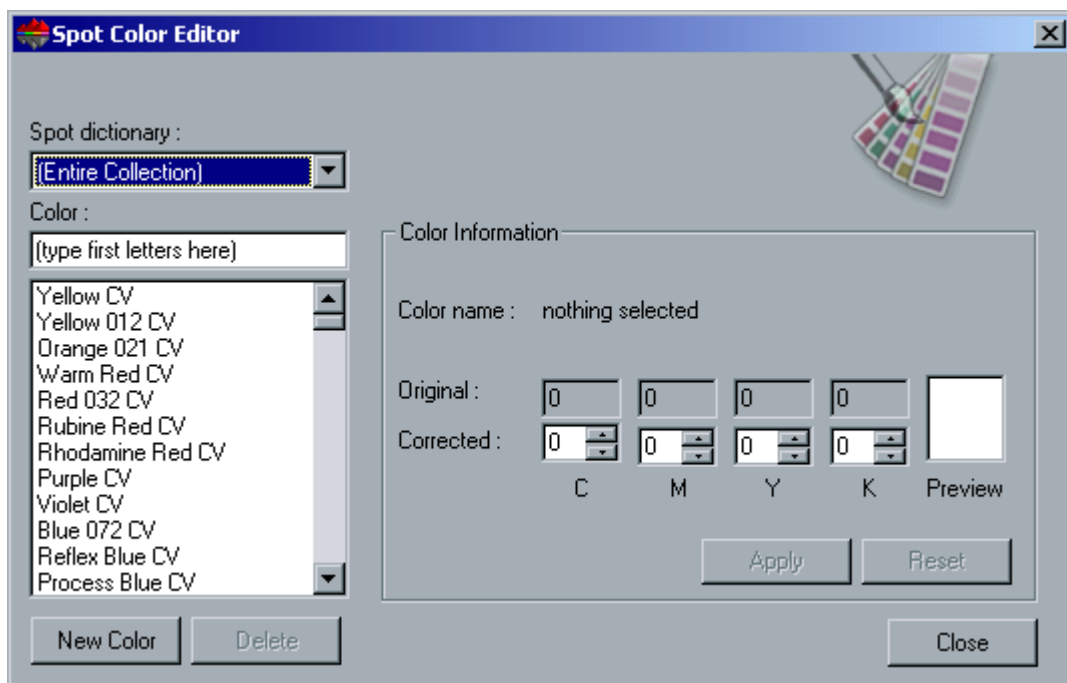 Spot Color Editor
Spot dictionary :
(Entire Collection)
Color :
(type first letters here)
Yellow CV
Yellow 012 CV
Orange 021 CV
Warm Red CV
Red 032 CV
Rubine Red CV
Rhodamine Red CV
Purple CV
Violet CV
Blue 072 CV
Reflex Blue CV
Process Blue CV
New Color
Delete
Color Information
Color name : nothing selected
Original : 0 0 0 0
Corrected : 0 0 0 0
C M Y K Preview
Apply Reset
Close